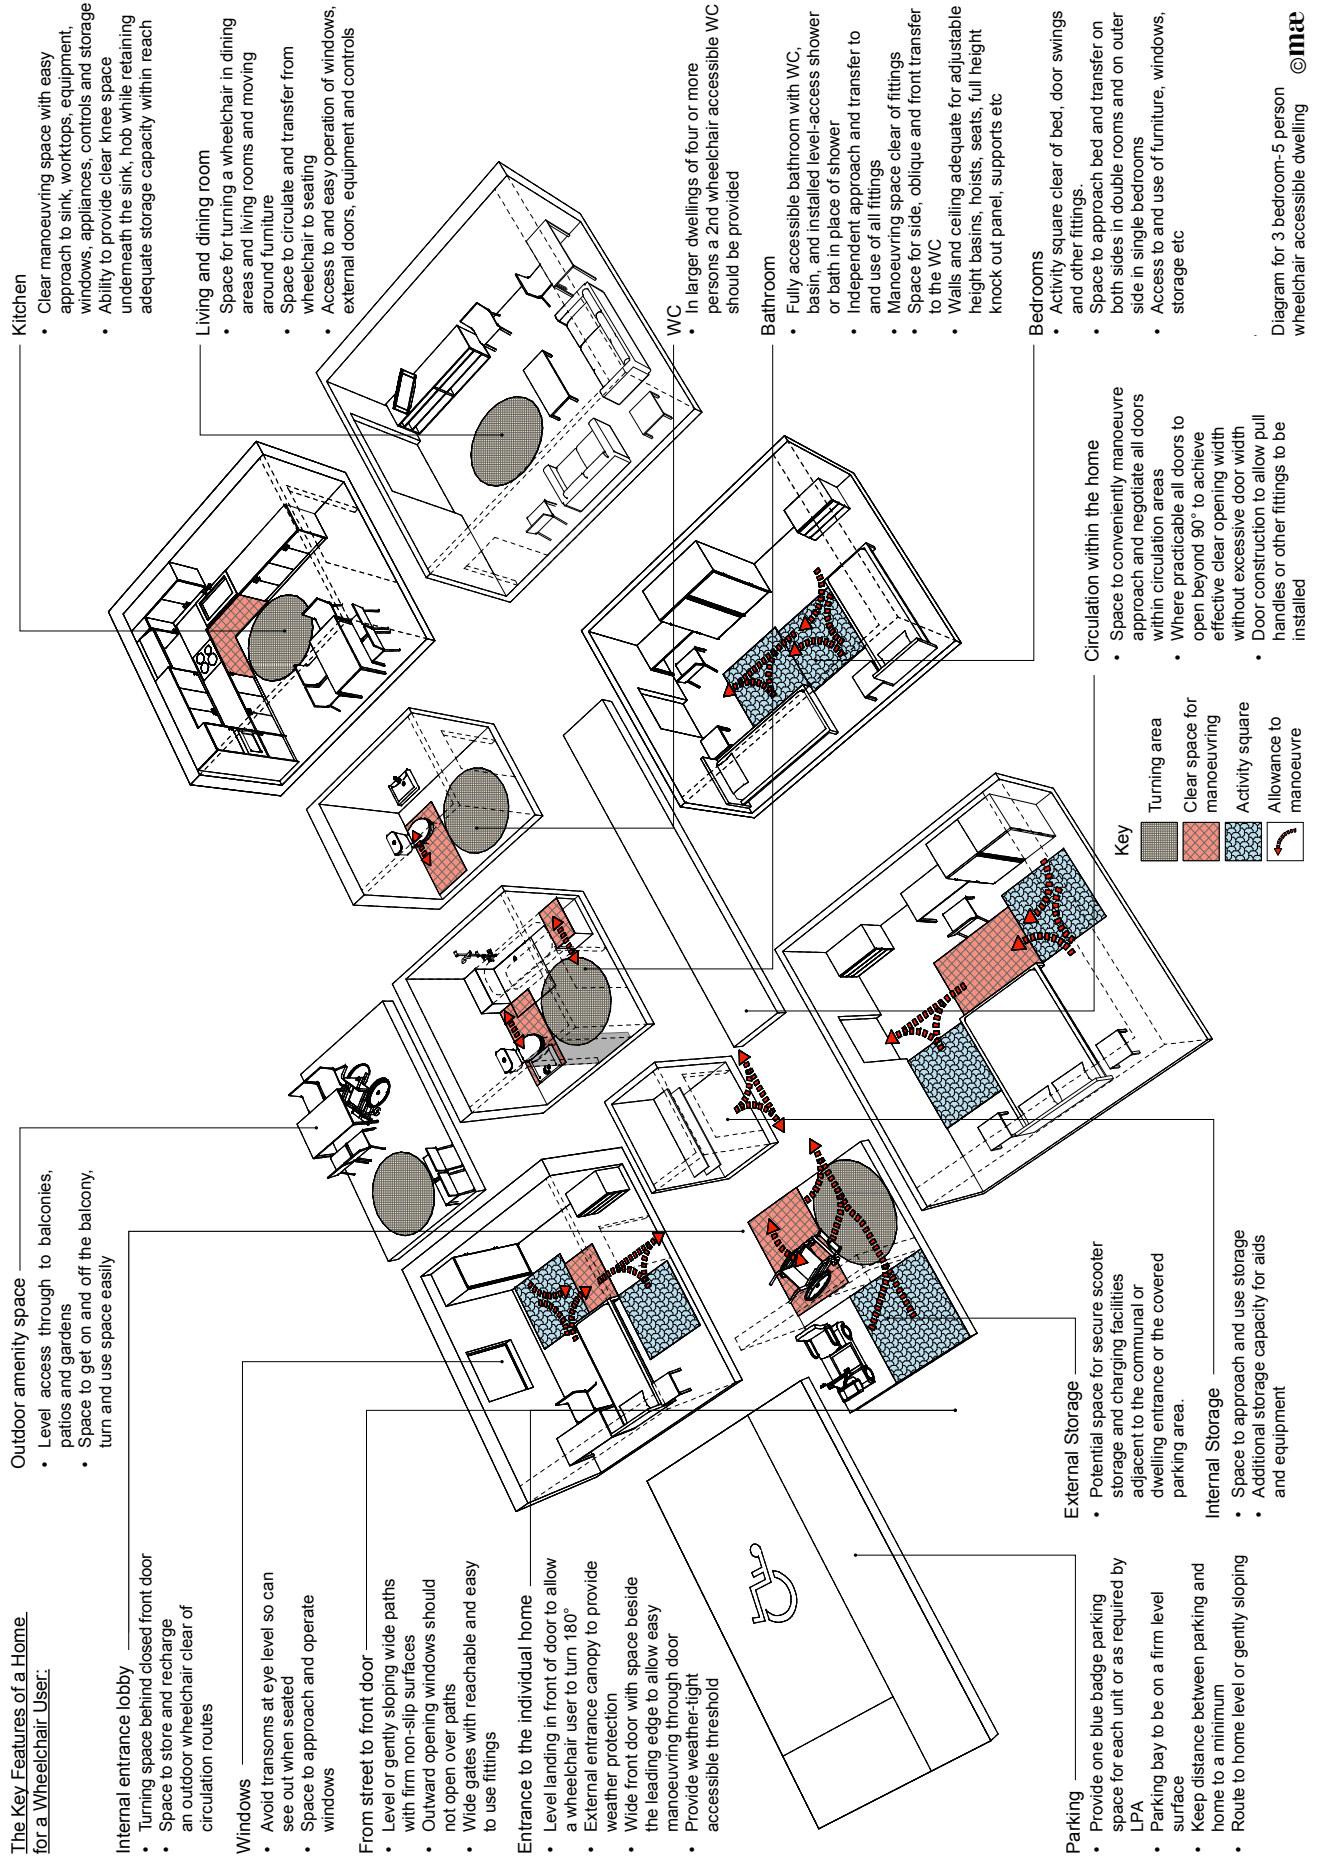 The Key Features of a Home
for a Wheelchair User:
Internal entrance lobby
• Turning space behind closed front door
• Space to store and recharge
an outdoor wheelchair clear of
circulation routes
Windows
• Avoid transoms at eye level so can
see out when seated
• Space to approach and operate
windows
From street to front door
• Level or gently sloping wide paths
with firm non-slip surfaces
• Outward opening windows should
not open over paths
• Wide gates with reachable and easy
to use fittings
Entrance to the individual home
• Level landing in front of door to allow
a wheelchair user to turn 180°
• External entrance canopy to provide
weather protection
• Wide front door with space beside
the leading edge to allow easy
manoeuvring through door
• Provide weather-tight
accessible threshold
Parking
• Provide one blue badge parking
space for each unit or as required by
LPA
• Parking bay to be on a firm level
surface
• Keep distance between parking and
home to a minimum
• Route to home level or gently sloping
Outdoor amenity space
• Level access through to balconies,
patios and gardens
• Space to get on and off the balcony,
turn and use space easily
External Storage
• Potential space for secure scooter
storage and charging facilities
adjacent to the communal or
dwelling entrance or the covered
parking area.
Internal Storage
• Space to approach and use storage
• Additional storage capacity for aids
and equipment
Key
Turning area
Clear space for
manoeuvring
Activity square
Allowance to
manoeuvre
Circulation within the home
• Space to conveniently manoeuvre
approach and negotiate all doors
within circulation areas
• Where practicable all doors to
open beyond 90° to achieve
effective clear opening width
without excessive door width
• Door construction to allow pull
handles or other fittings to be
installed
Kitchen
• Clear manoeuvring space with easy
approach to sink, worktops, equipment,
windows, appliances, controls and storage
• Ability to provide clear knee space
underneath the sink, hob while retaining
adequate storage capacity within reach
Living and dining room
• Space for turning a wheelchair in dining
areas and living rooms and moving
around furniture
• Space to circulate and transfer from
wheelchair to seating
• Access to and easy operation of windows,
external doors, equipment and controls
WC
• In larger dwellings of four or more
persons a 2nd wheelchair accessible WC
should be provided
Bathroom
• Fully accessible bathroom with WC,
basin, and installed level-access shower
or bath in place of shower
• Independent approach and transfer to
and use of all fittings
• Manoeuvring space clear of fittings
• Space for side, oblique and front transfer
to the WC
• Walls and ceiling adequate for adjustable
height basins, hoists, seats, full height
knock out panel, supports etc
Bedrooms
• Activity square clear of bed, door swings
and other fittings.
• Space to approach bed and transfer on
both sides in double rooms and on outer
side in single bedrooms
• Access to and use of furniture, windows,
storage etc
Diagram for 3 bedroom-5 person
wheelchair accessible dwelling
©mæ